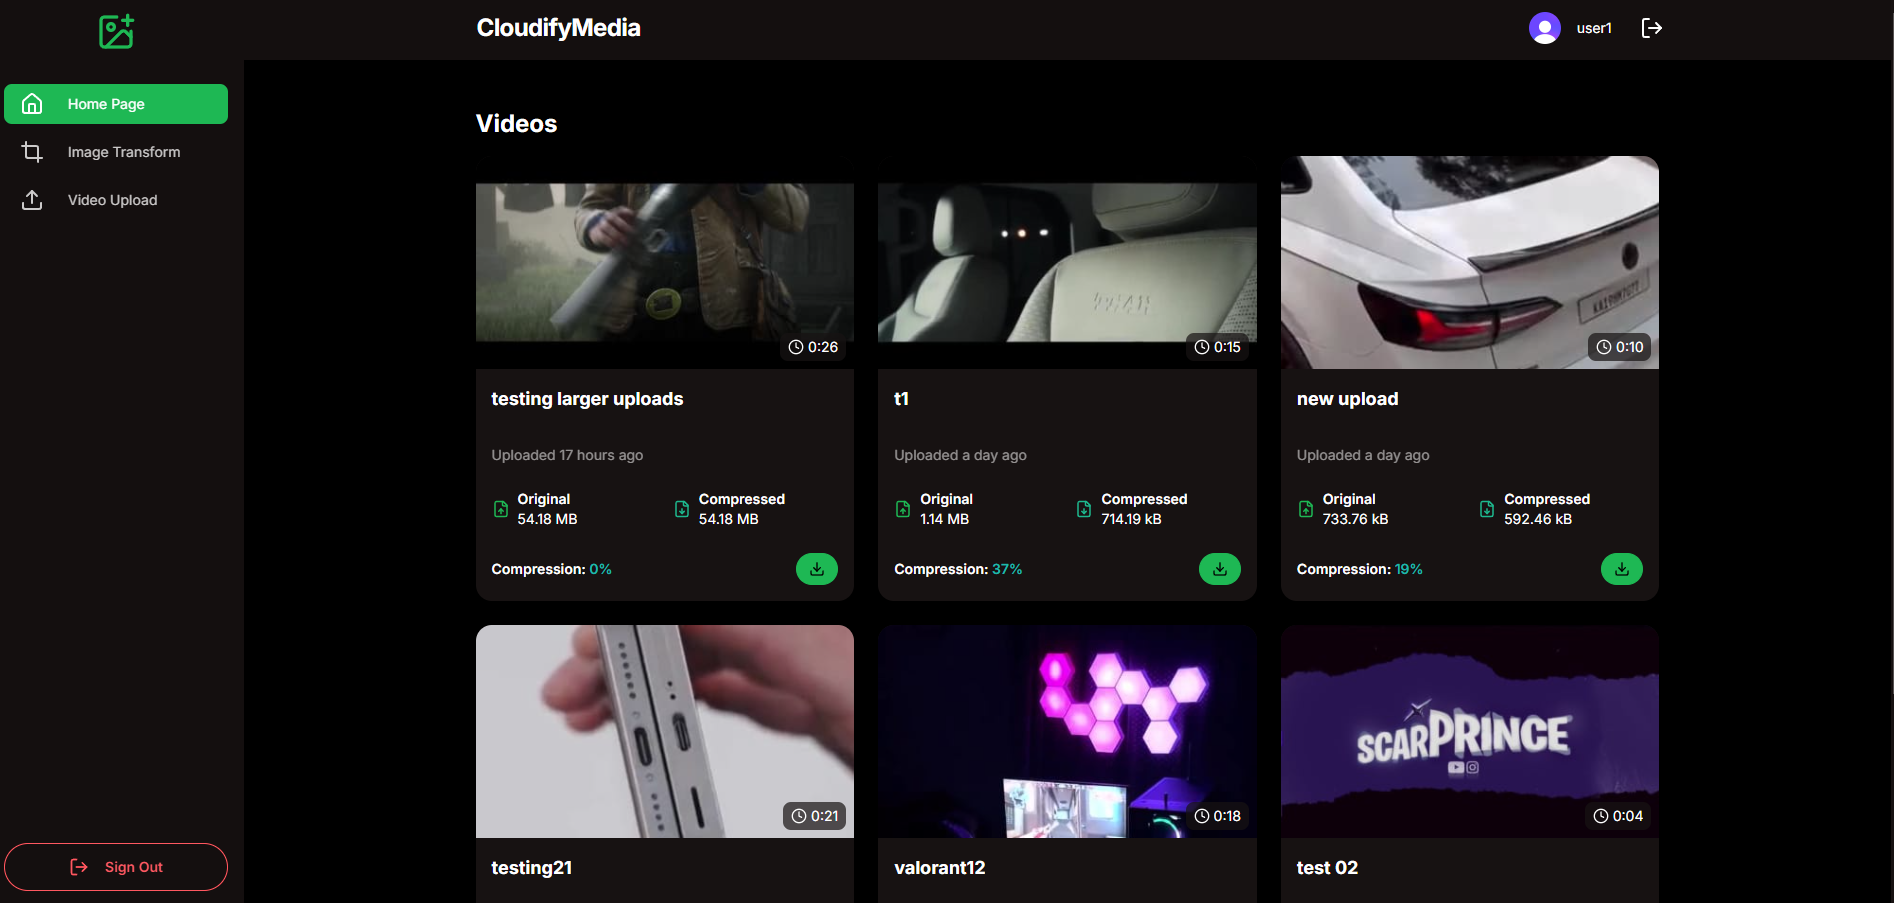 CloudifyMedia
user1
Home Page
Image Transform
Video Upload
Sign Out
Videos
0:26
testing larger uploads
Uploaded 17 hours ago
Original
54.18 MB
Compressed
54.18 MB
Compression: 0%
0:15
t1
Uploaded a day ago
Original
1.14 MB
Compressed
714.19 kB
Compression: 37%
0:10
new upload
Uploaded a day ago
Original
733.76 kB
Compressed
592.46 kB
Compression: 19%
0:21
testing21
0:18
valorant12
SCARPRINCE
0:04
test 02